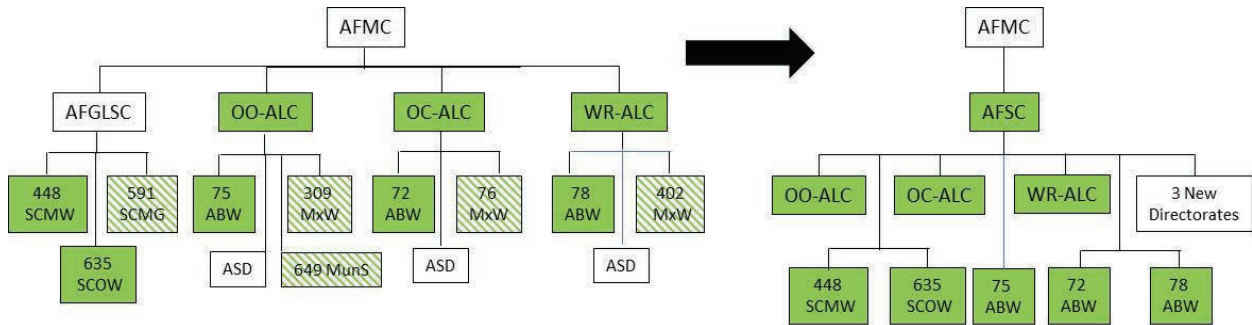 AFMC
AFGLSC
OO-ALC
OC-ALC
WR-ALC
448
SCMW
591
SCMG
75
ABW
309
MxW
72
ABW
76
MxW
78
ABW
402
MxW
635
SCOW
ASD
649 MunS
ASD
ASD
AFMC
AFSC
OO-ALC
OC-ALC
WR-ALC
3 New
Directorates
448
SCMW
635
SCOW
75
ABW
72
ABW
78
ABW